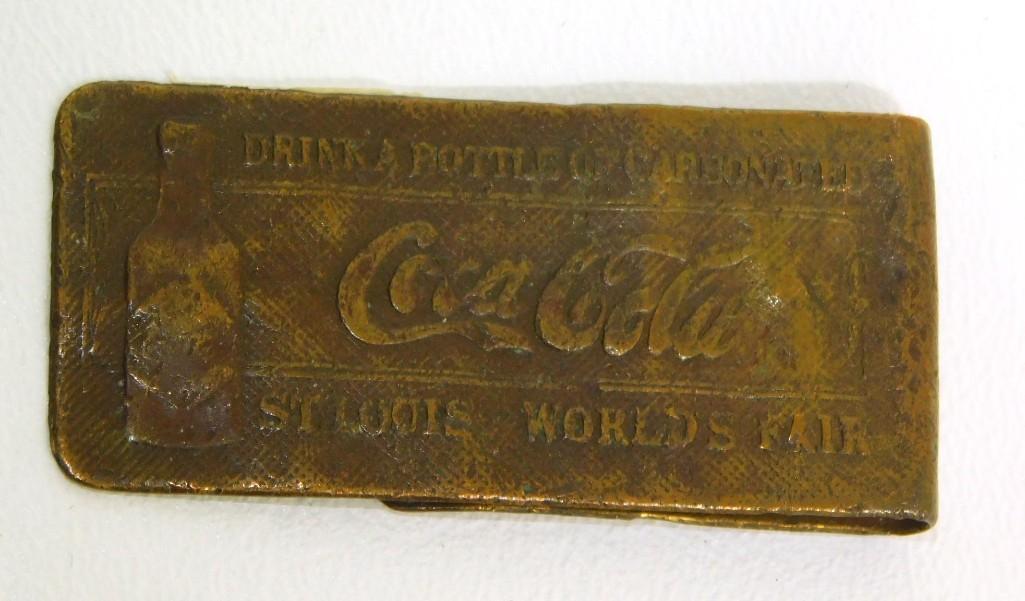 DRINK A BOTTLE OF CARBONATED
Coca Cola
ST. LOUIS WORLD'S FAIR